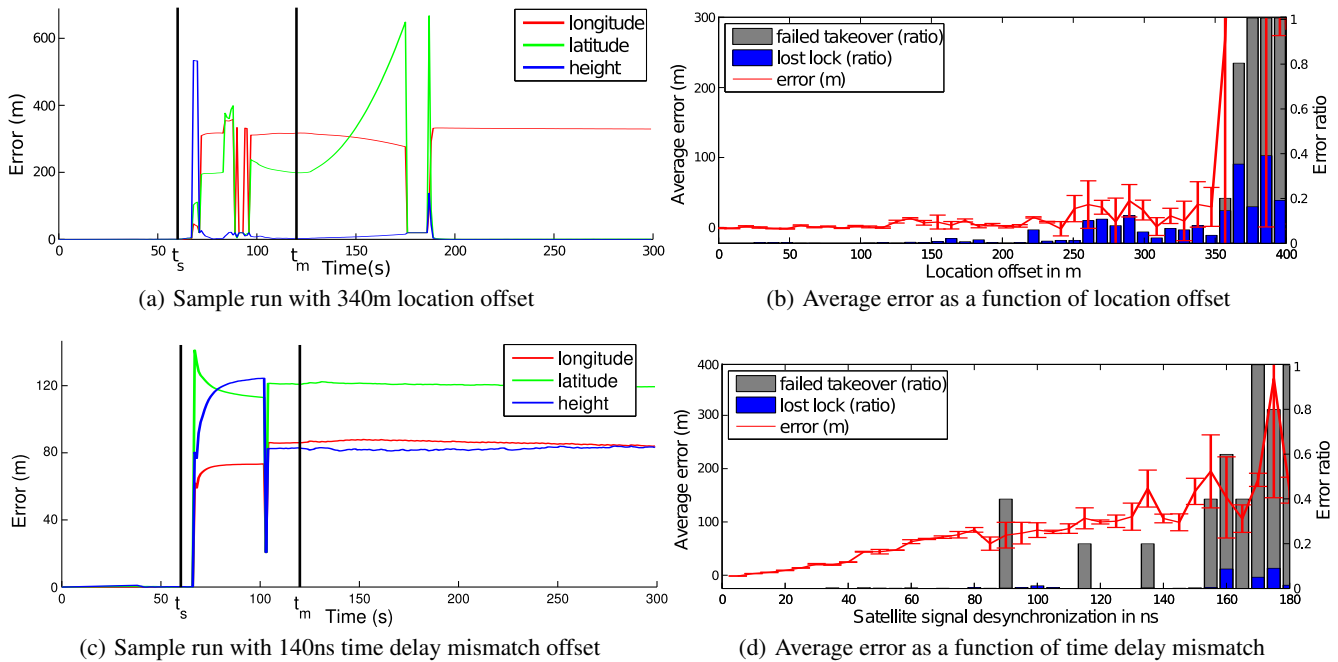 600
400
200
0
Error (m)
longitude
latitude
height
0 50 100 150 200 250 300
t_s t_m Time(s)
(a) Sample run with 340m location offset
300
150
0
Average error (m)
failed takeover (ratio)
lost lock (ratio)
error (m)
1
0.8
0.6
0.4
0.2
0
Error ratio
0 50 100 150 200 250 300 350 400
Location offset in m
(b) Average error as a function of location offset
120
80
40
0
Error (m)
longitude
latitude
height
0 50 100 150 200 250 300
t_s t_m Time (s)
(c) Sample run with 140ns time delay mismatch offset
400
300
200
100
0
Average error (m)
failed takeover (ratio)
lost lock (ratio)
error (m)
1
0.8
0.6
0.4
0.2
0
Error ratio
0 20 40 60 80 100 120 140 160 180
Satellite signal desynchronization in ns
(d) Average error as a function of time delay mismatch